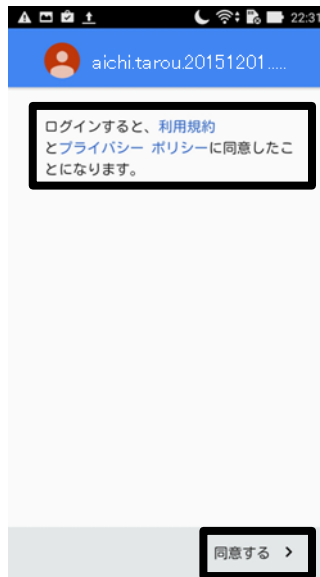 22:31
aichi.tarou.20151201.....
ログインすると、利用規約
とプライバシー ポリシーに同意したこ
とになります。
同意する >